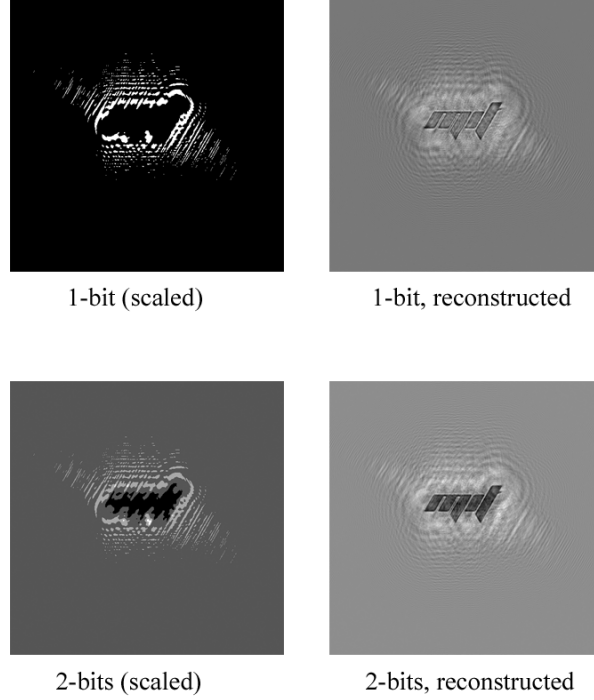 1-bit (scaled)
1-bit, reconstructed
2-bits (scaled)
2-bits, reconstructed